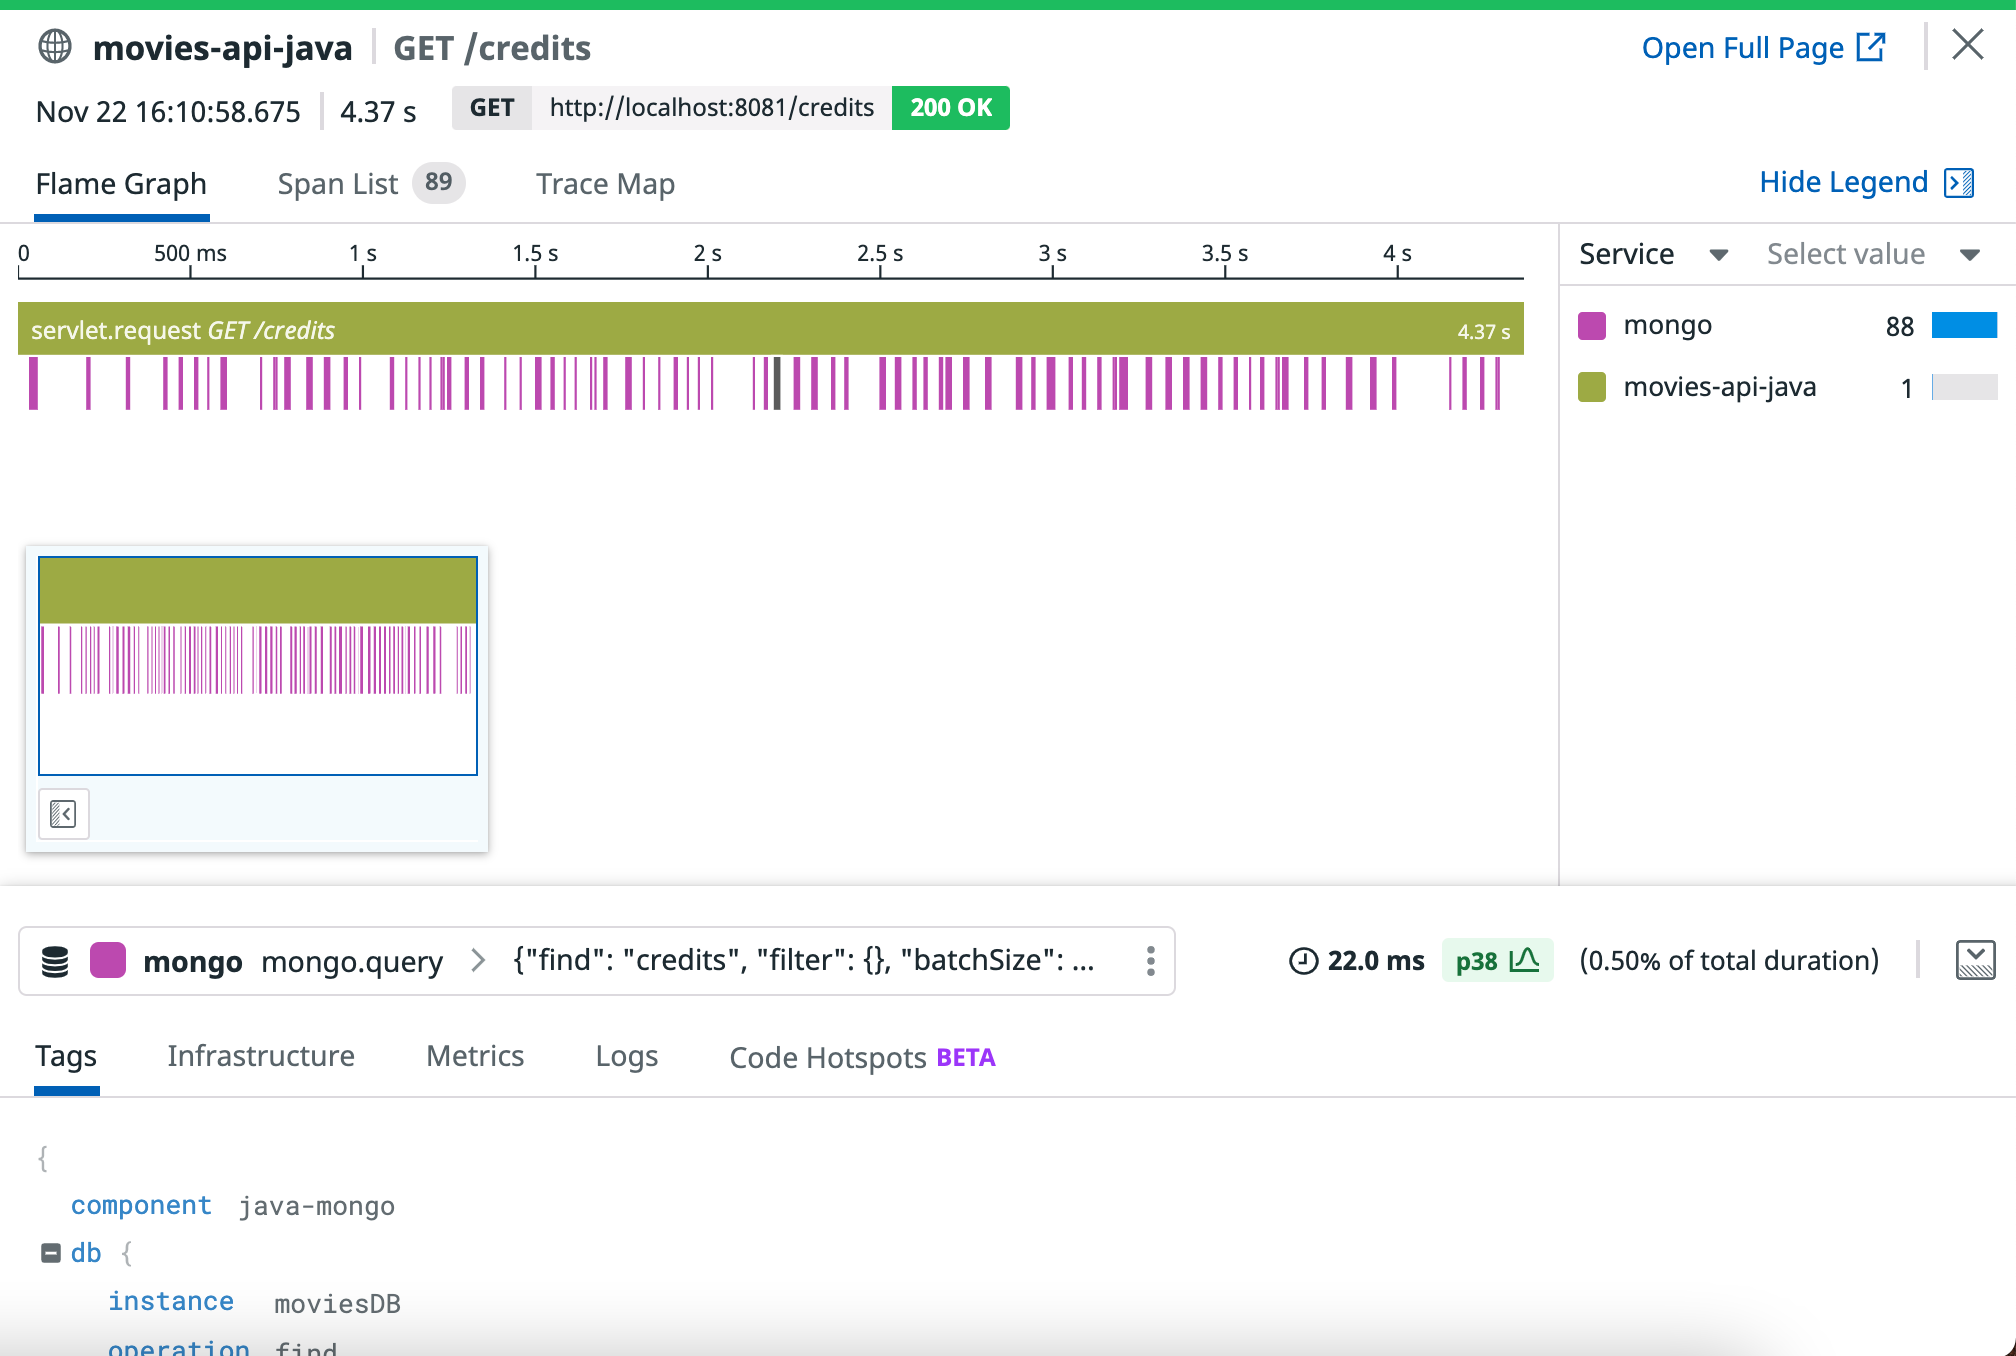 movies-api-java GET /credits
Open Full Page
Nov 22 16:10:58.675 4.37 s GET http://localhost:8081/credits 200 OK
Flame Graph Span List 89 Trace Map
Hide Legend
0 500 ms 1 s 1.5 s 2 s 2.5 s 3 s 3.5 s 4 s
Service Select value
servlet.request GET /credits 4.37 s
mongo 88
movies-api-java 1
mongo mongo.query {"find": "credits", "filter": {}, "batchSize": ...
22.0 ms p38 (0.50% of total duration)
Tags Infrastructure Metrics Logs Code Hotspots BETA
{
component java-mongo
db {
instance moviesDB
operation find